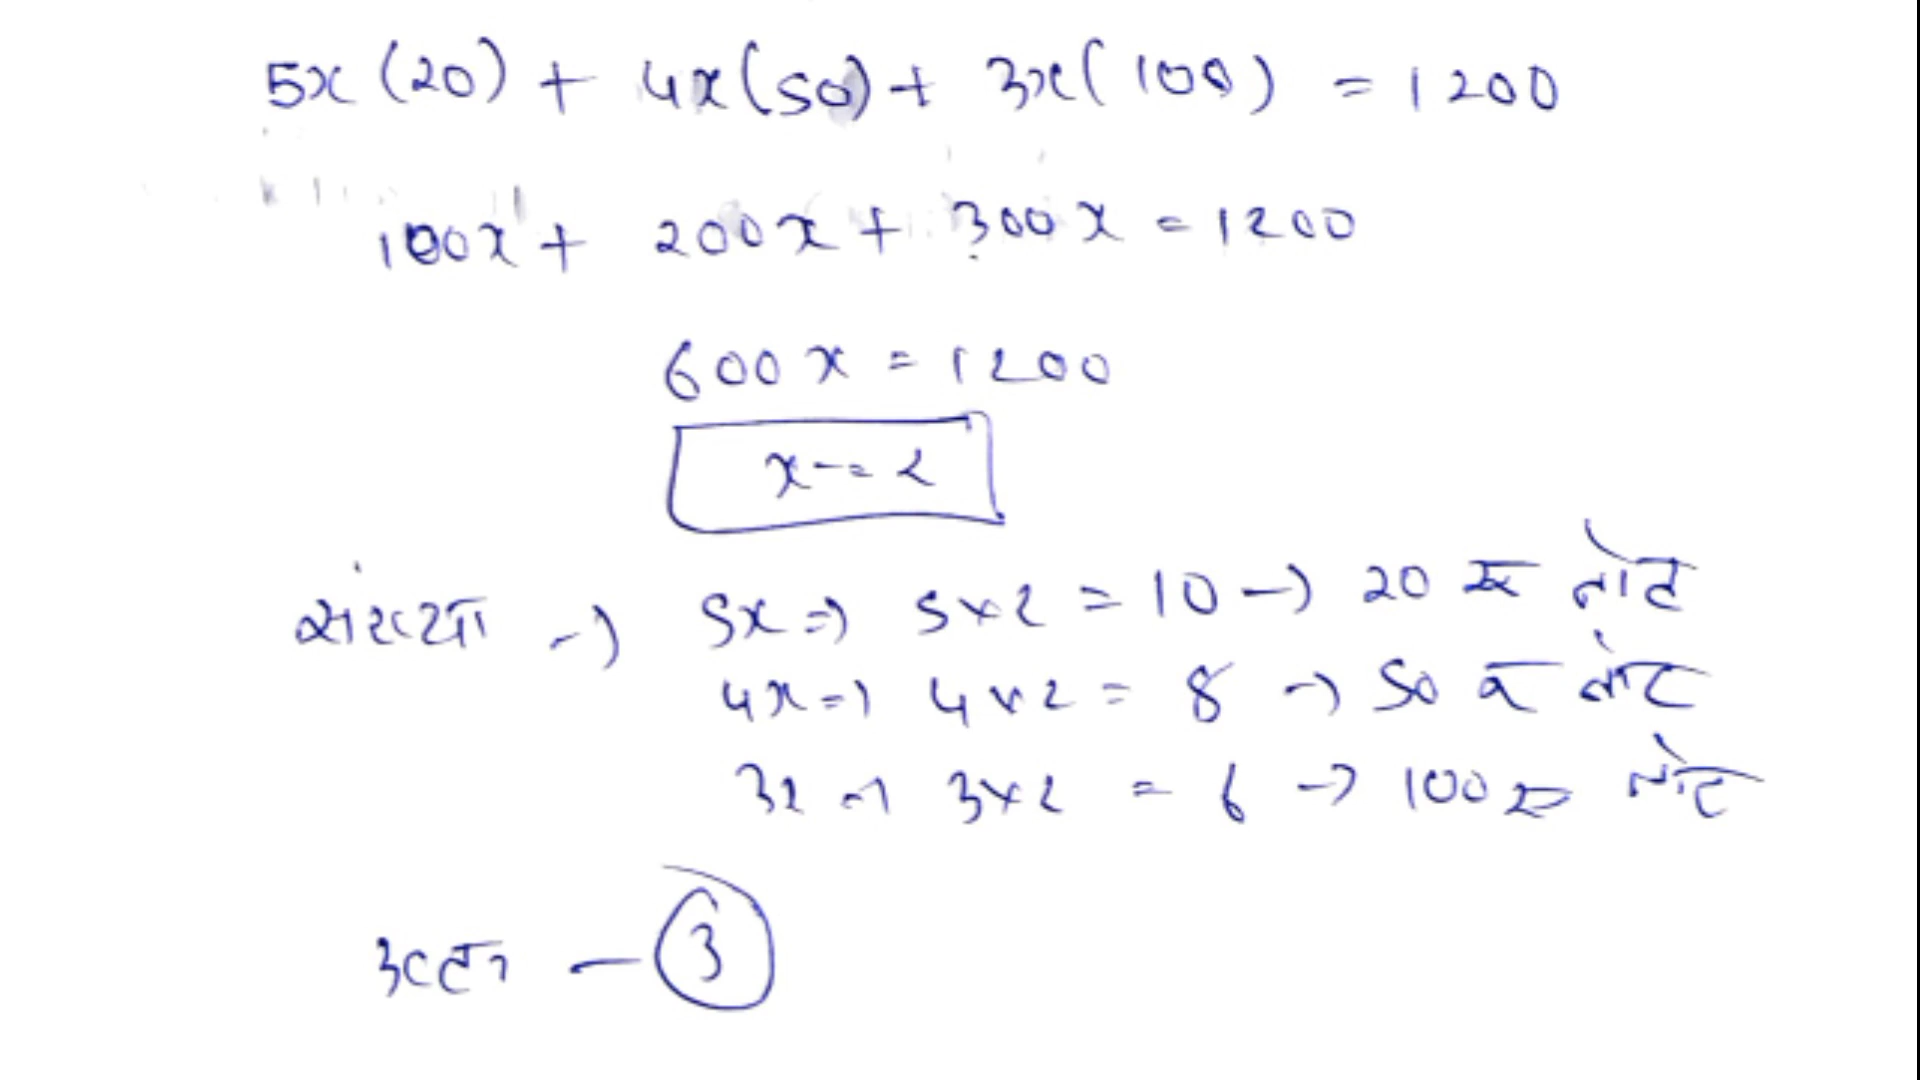 5x (20) + 4x (50) + 3x (100) = 1200
100x + 200x + 300x = 1200
600x = 1200
x = 2
संख्या → 5x ⇒ 5×2 = 10 → 20 के नोट
4x ⇒ 4×2 = 8 → 50 के नोट
3x ⇒ 3×2 = 6 → 100 के नोट
उत्तर – 3